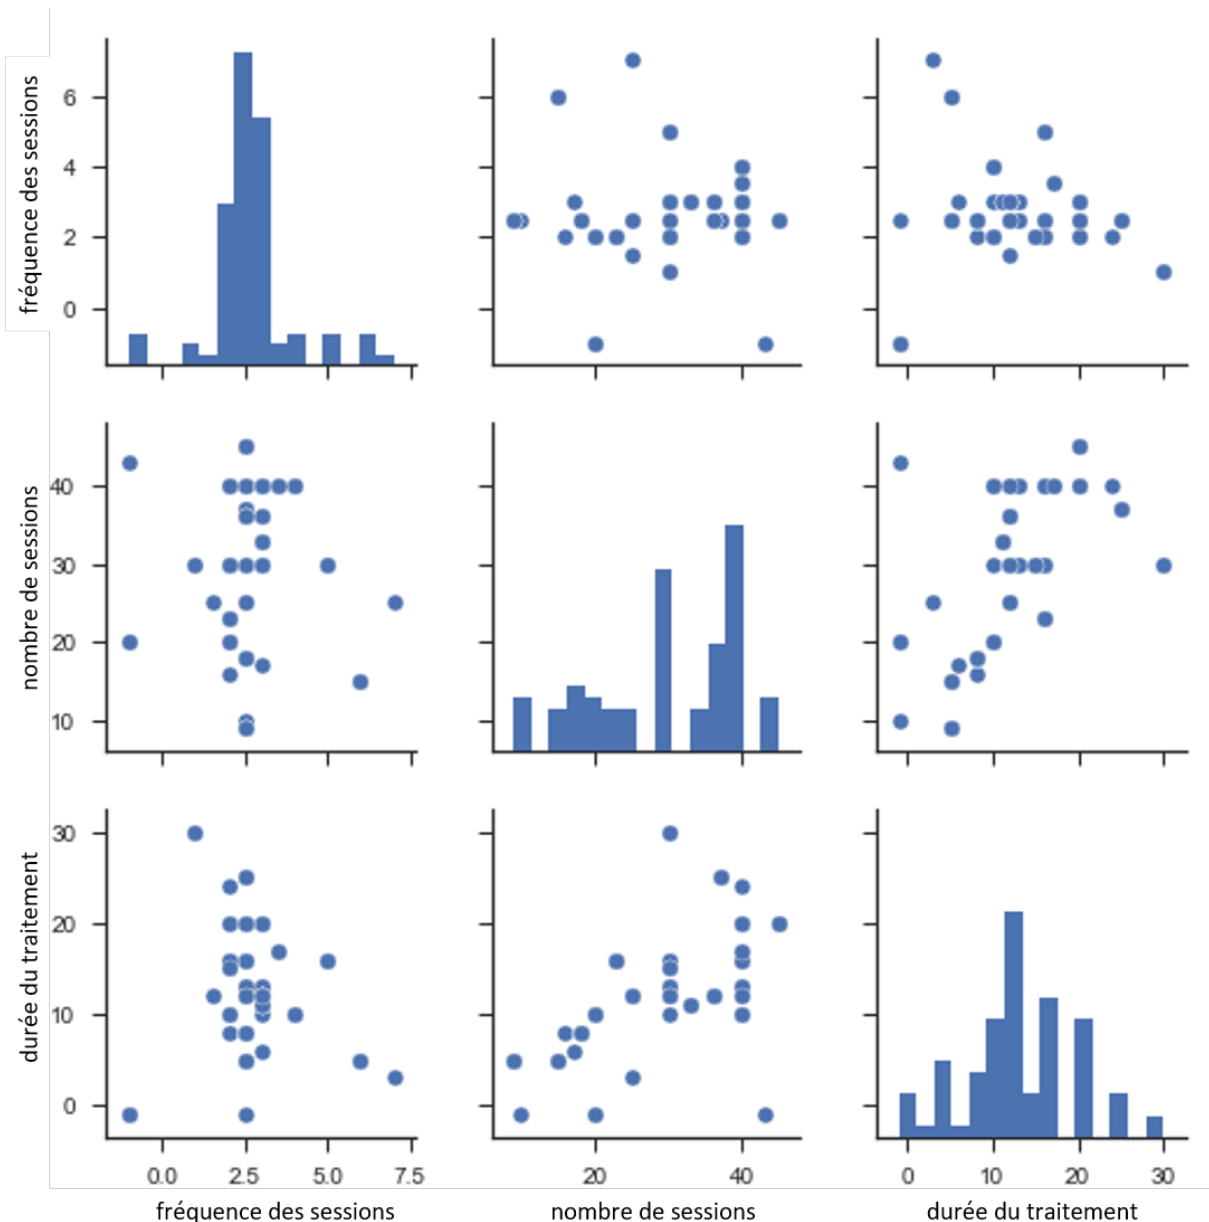 fréquence des sessions
6
4
2
0
nombre de sessions
40
30
20
10
durée du traitement
30
20
10
0
0.0 2.5 5.0 7.5 20 40 0 10 20 30
fréquence des sessions nombre de sessions durée du traitement